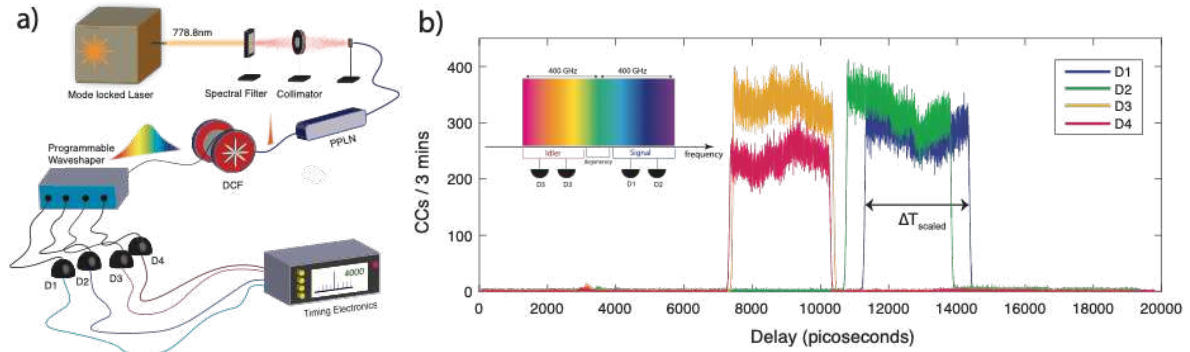 a)
778.8nm
Mode locked Laser
Spectral Filter
Collimator
Programmable
Waveshaper
PPLN
DCF
D4
D1
D2
D3
4000
Timing Electronics
b)
CCs / 3 mins
400
300
200
100
0
400 GHz
400 GHz
frequency
Idler
degeneracy
Signal
D3
D3
D1
D2
ΔTscaled
D1
D2
D3
D4
0
2000
4000
6000
8000
10000
12000
14000
16000
18000
20000
Delay (picoseconds)